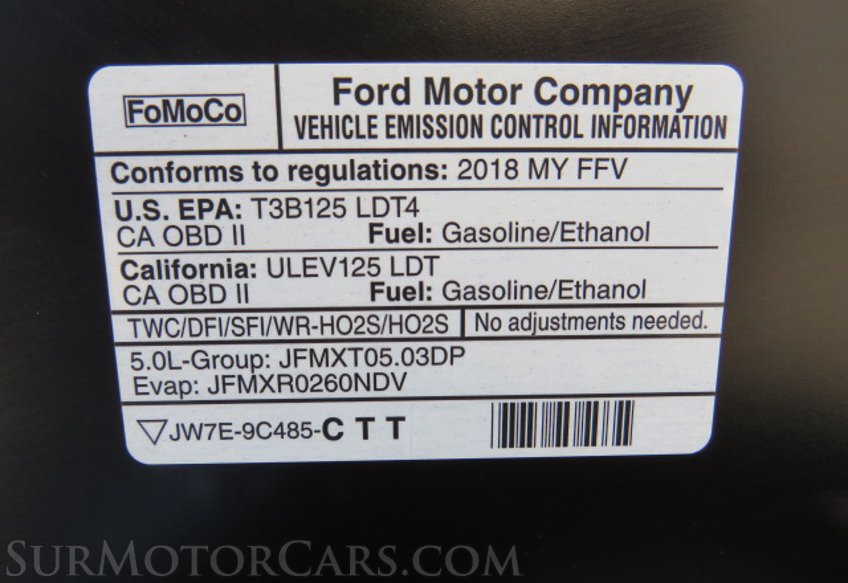 FoMoCo
Ford Motor Company
VEHICLE EMISSION CONTROL INFORMATION
Conforms to regulations: 2018 MY FFV
U.S. EPA: T3B125 LDT4
CA OBD II Fuel: Gasoline/Ethanol
California: ULEV125 LDT
CA OBD II Fuel: Gasoline/Ethanol
TWC/DFI/SFI/WR-HO2S/HO2S No adjustments needed.
5.0L-Group: JFMXT05.03DP
Evap: JFMXR0260NDV
JW7E-9C485-C T T
SURMOTORCARS.COM